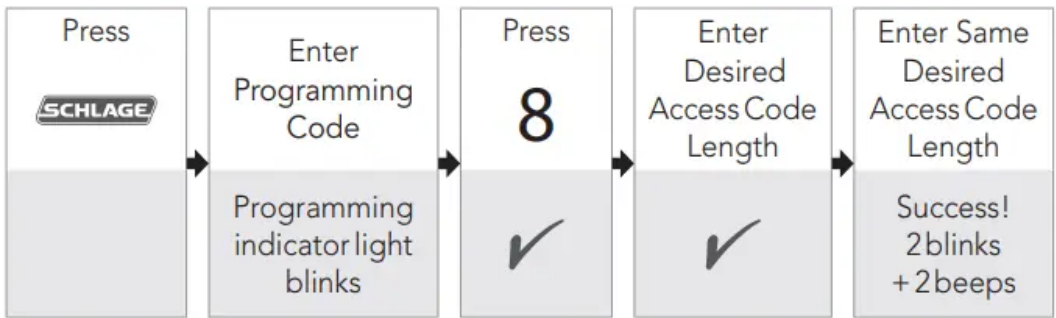 Press
SCHLAGE
Enter
Programming
Code
Programming
indicator light
blinks
Press
8
Enter
Desired
Access Code
Length
Enter Same
Desired
Access Code
Length
Success!
2 blinks
+ 2 beeps